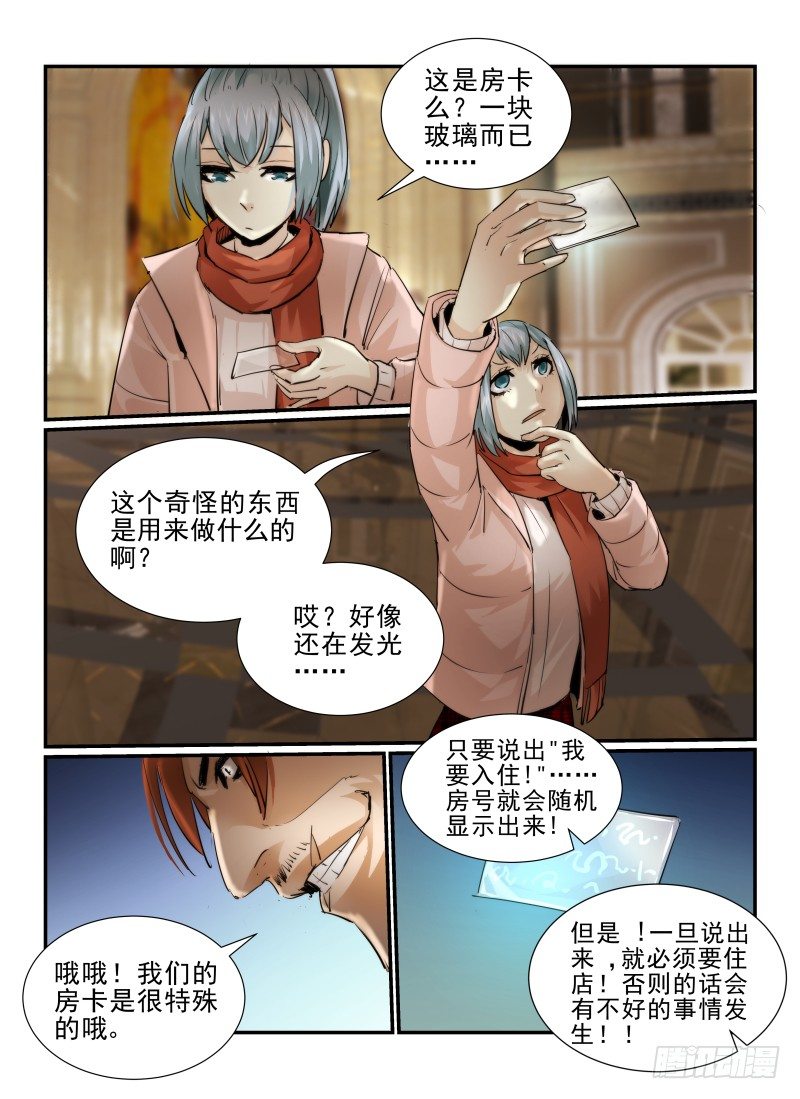 这是房卡
么？一块
玻璃而已
……
这个奇怪的东西
是用来做什么的
啊？
哎？好像
还在发光
……
只要说出"我
要入住！"……
房号就会随机
显示出来！
哦哦！我们的
房卡是很特殊
的哦。
但是 ！一旦说出
来 ,就必须要住
店！否则的话会
有不好的事情发
生！！
腾讯动漫